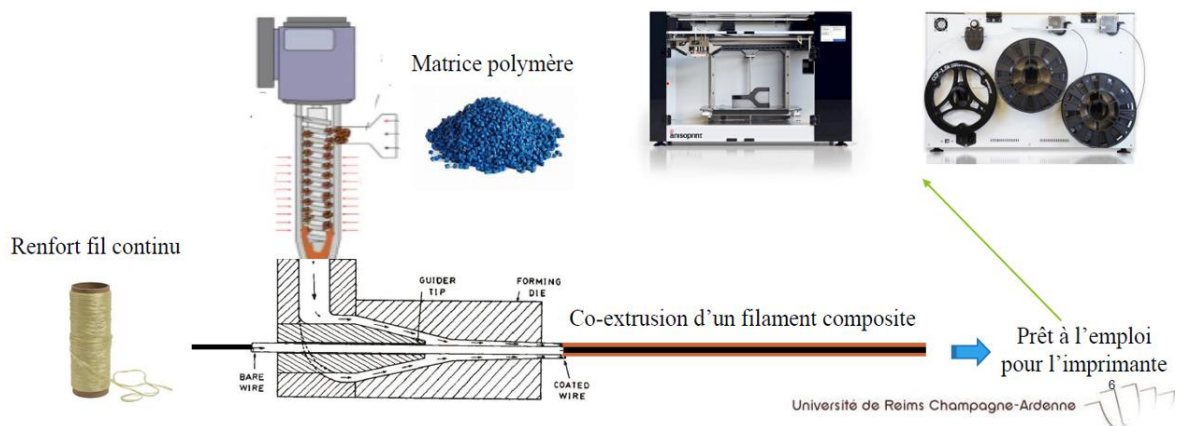 Matrice polymère
anisoprint
Renfort fil continu
GUIDER
TIP
FORMING
DIE
BARE
WIRE
COATED
WIRE
Co-extrusion d’un filament composite
Prêt à l’emploi
pour l’imprimante
6
Université de Reims Champagne-Ardenne